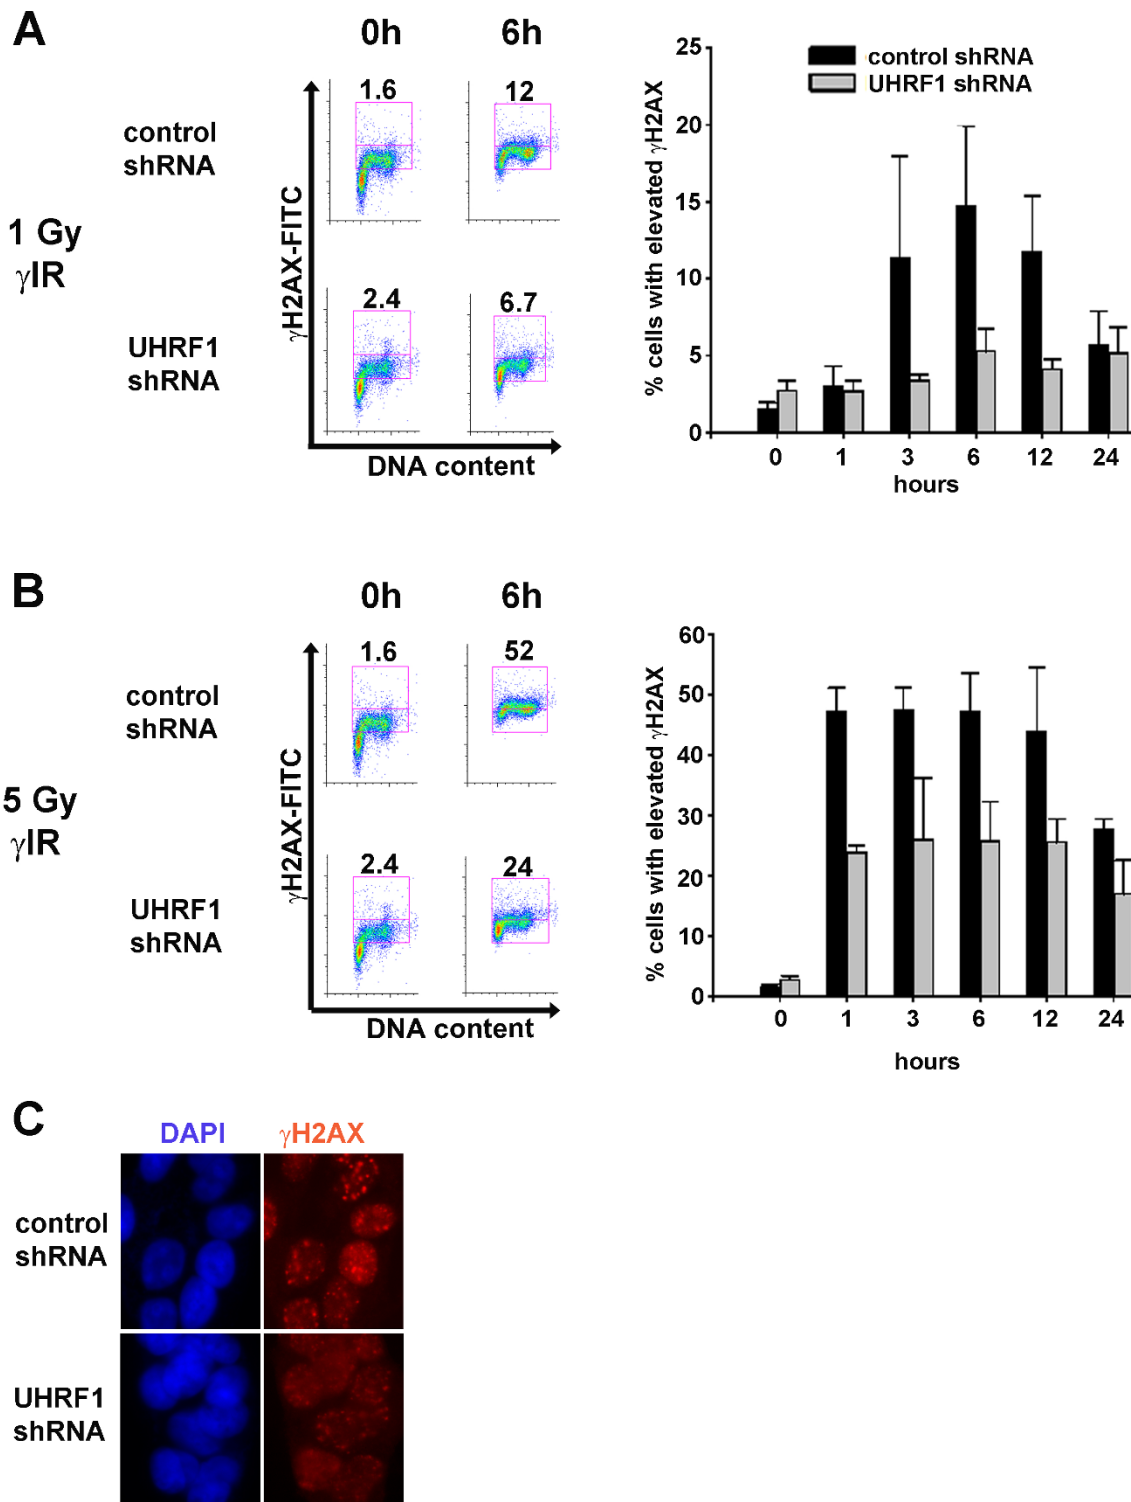 A
0h 6h
1.6 12
control
shRNA
1 Gy
γIR
2.4 6.7
UHRF1
shRNA
γH2AX-FITC
DNA content
25
20
15
10
5
0
% cells with elevated γH2AX
control shRNA
UHRF1 shRNA
0 1 3 6 12 24
hours
B
0h 6h
1.6 52
control
shRNA
5 Gy
γIR
2.4 24
UHRF1
shRNA
γH2AX-FITC
DNA content
60
50
40
30
20
10
0
% cells with elevated γH2AX
0 1 3 6 12 24
hours
C
DAPI γH2AX
control
shRNA
UHRF1
shRNA